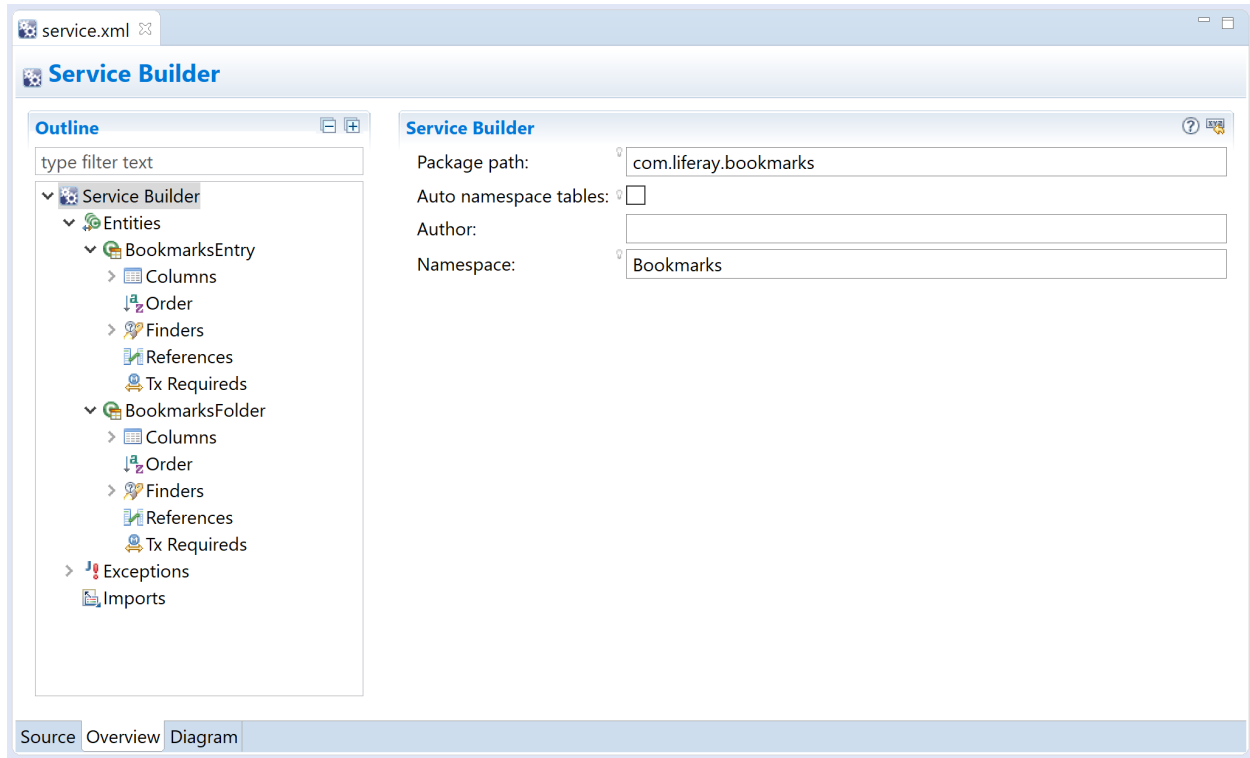 service.xml
Service Builder
Outline
type filter text
Service Builder
Entities
BookmarksEntry
Columns
Order
Finders
References
Tx Requireds
BookmarksFolder
Columns
Order
Finders
References
Tx Requireds
Exceptions
Imports
Service Builder
Package path: com.liferay.bookmarks
Auto namespace tables:
Author:
Namespace: Bookmarks
Source Overview Diagram